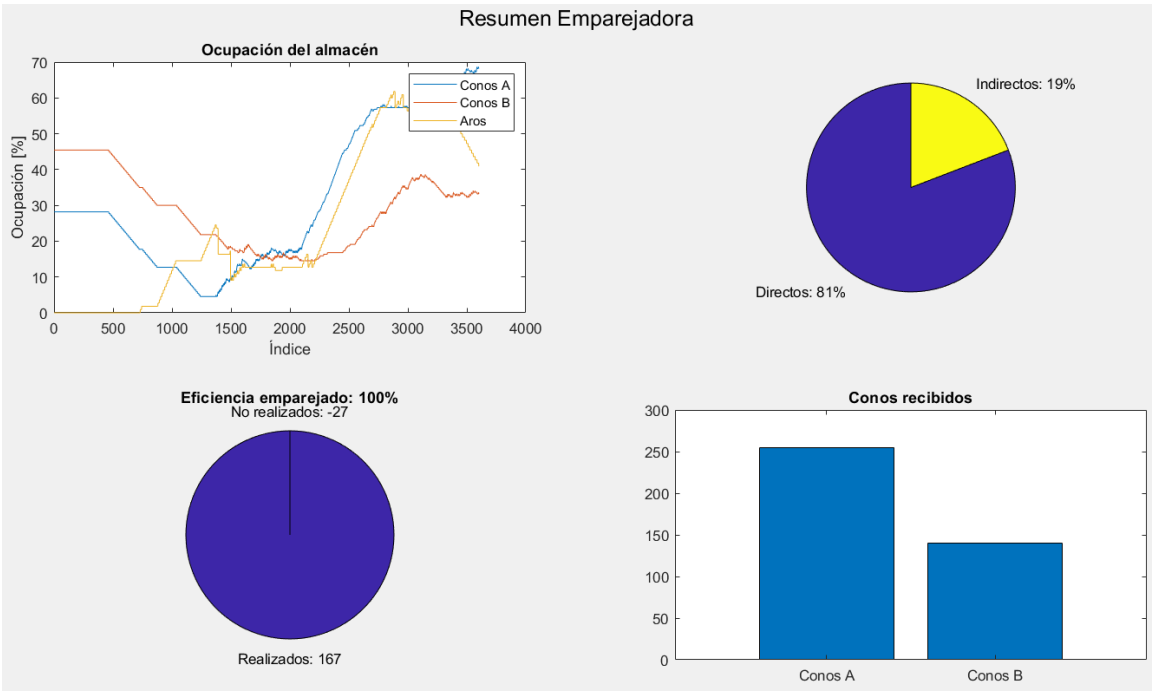 Resumen Emparejadora
Ocupación del almacén
70
60
50
40
30
20
10
0
Ocupación [%]
0 500 1000 1500 2000 2500 3000 3500 4000
Índice
Conos A
Conos B
Aros
Indirectos: 19%
Directos: 81%
Eficiencia emparejado: 100%
No realizados: -27
Realizados: 167
Conos recibidos
300
250
200
150
100
50
0
Conos A Conos B